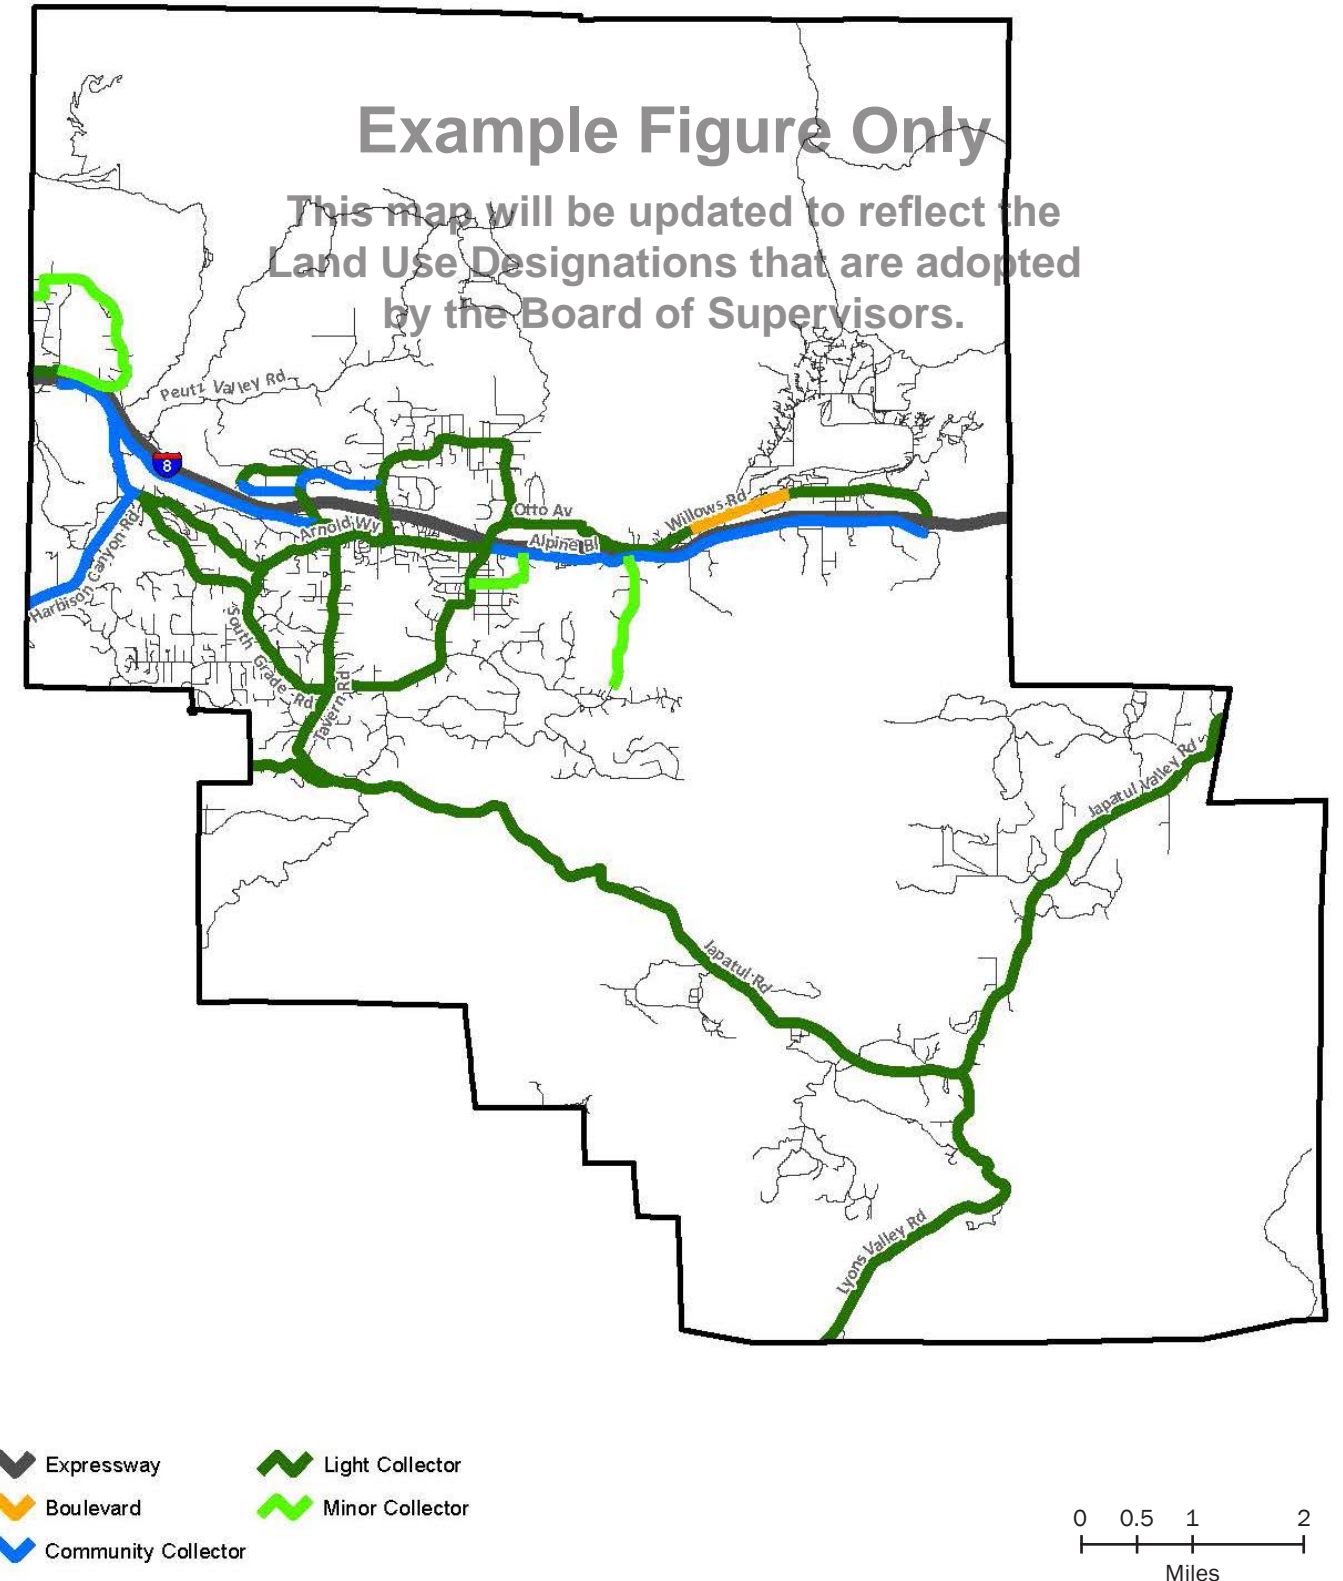 Example Figure Only
This map will be updated to reflect the
Land Use Designations that are adopted
by the Board of Supervisors.
Peutz Valley Rd
8
Willows Rd
Otto Av
Arnold Wy
Alpine Bl
Harbison Canyon Rd
South Grade Rd
Tavern Rd
Japatul Valley Rd
Japatul Rd
Lyons Valley Rd
Expressway
Light Collector
Boulevard
Minor Collector
Community Collector
0 0.5 1 2
Miles